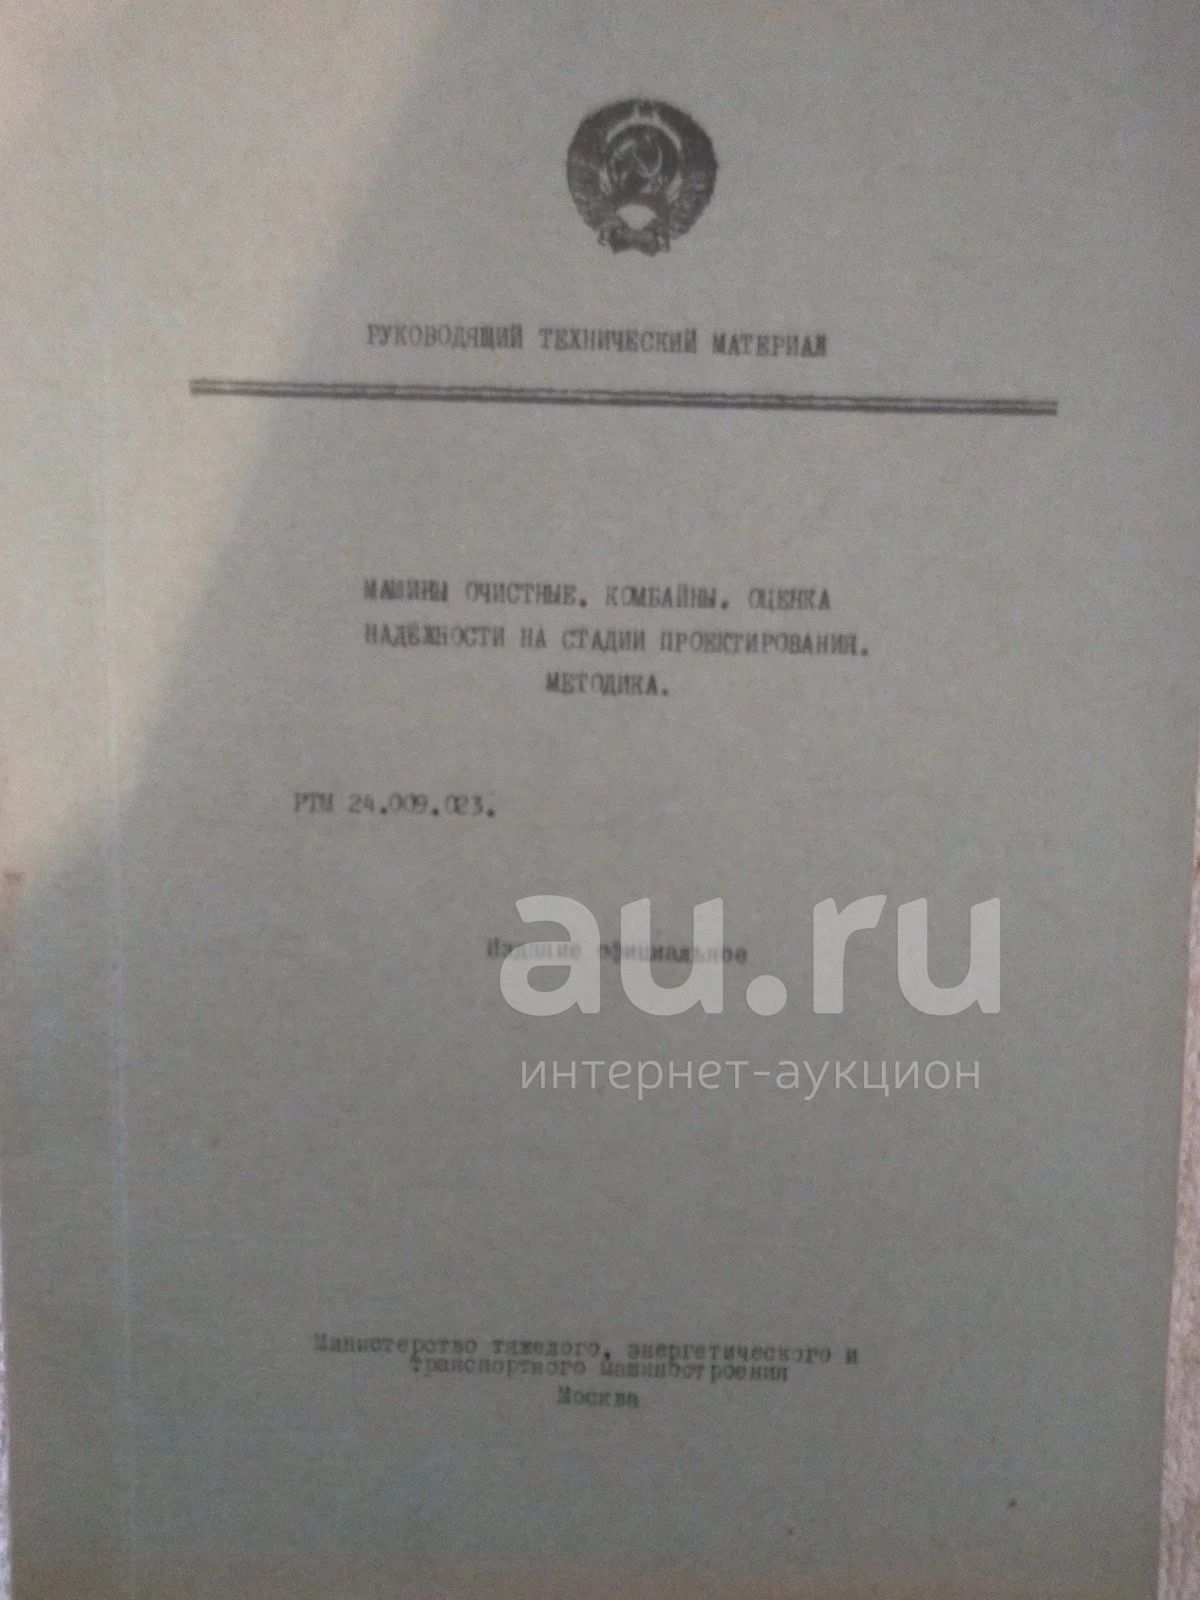 РУКОВОДЯЩИЙ ТЕХНИЧЕСКИЙ МАТЕРИАЛ
МАШИНЫ ОЧИСТНЫЕ. КОМБАЙНЫ. ОЦЕНКА
НАДЕЖНОСТИ НА СТАДИИ ПРОЕКТИРОВАНИЯ.
МЕТОДИКА.
РТМ 24.009.023.
Издание официальное
au.ru
интернет-аукцион
Министерство тяжелого, энергетического и
транспортного машиностроения
Москва